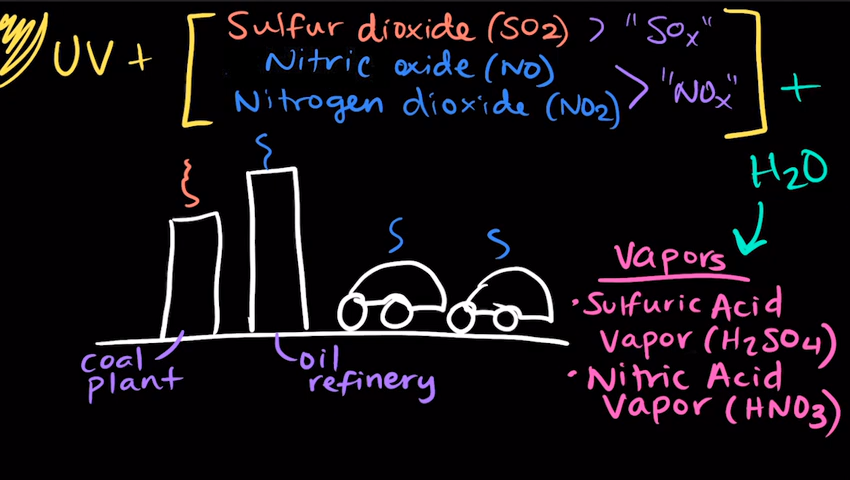 UV + [ Sulfur dioxide (SO2) > "SOx"
Nitric oxide (NO)
Nitrogen dioxide (NO2) > "NOx" ] +
H2O
Vapors
• Sulfuric Acid
Vapor (H2SO4)
• Nitric Acid
Vapor (HNO3)
coal
plant
oil
refinery